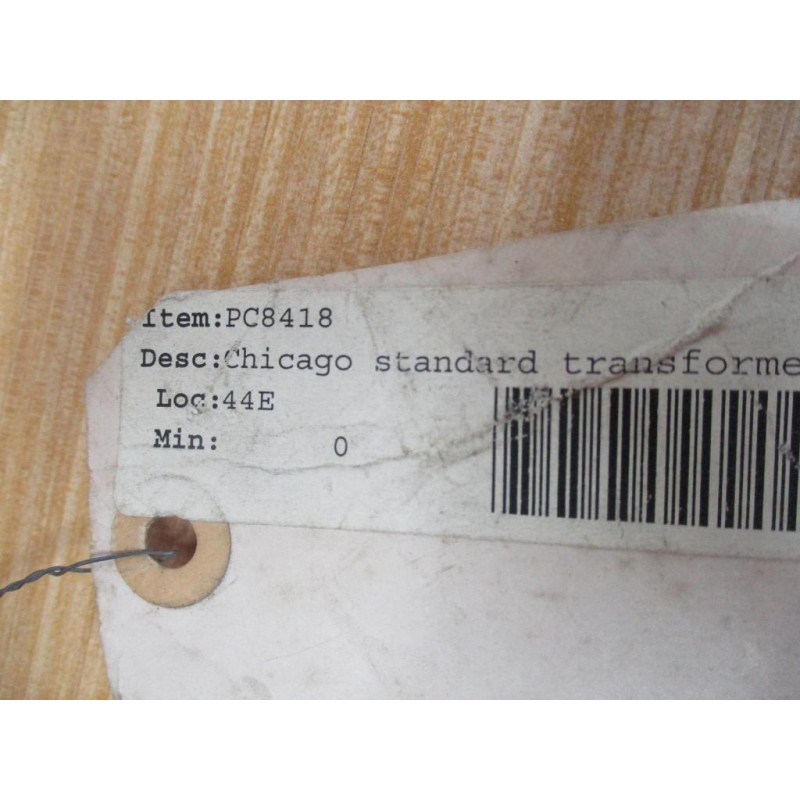 Item:PC8418
Desc:Chicago standard transforme
Loc:44E
Min: 0